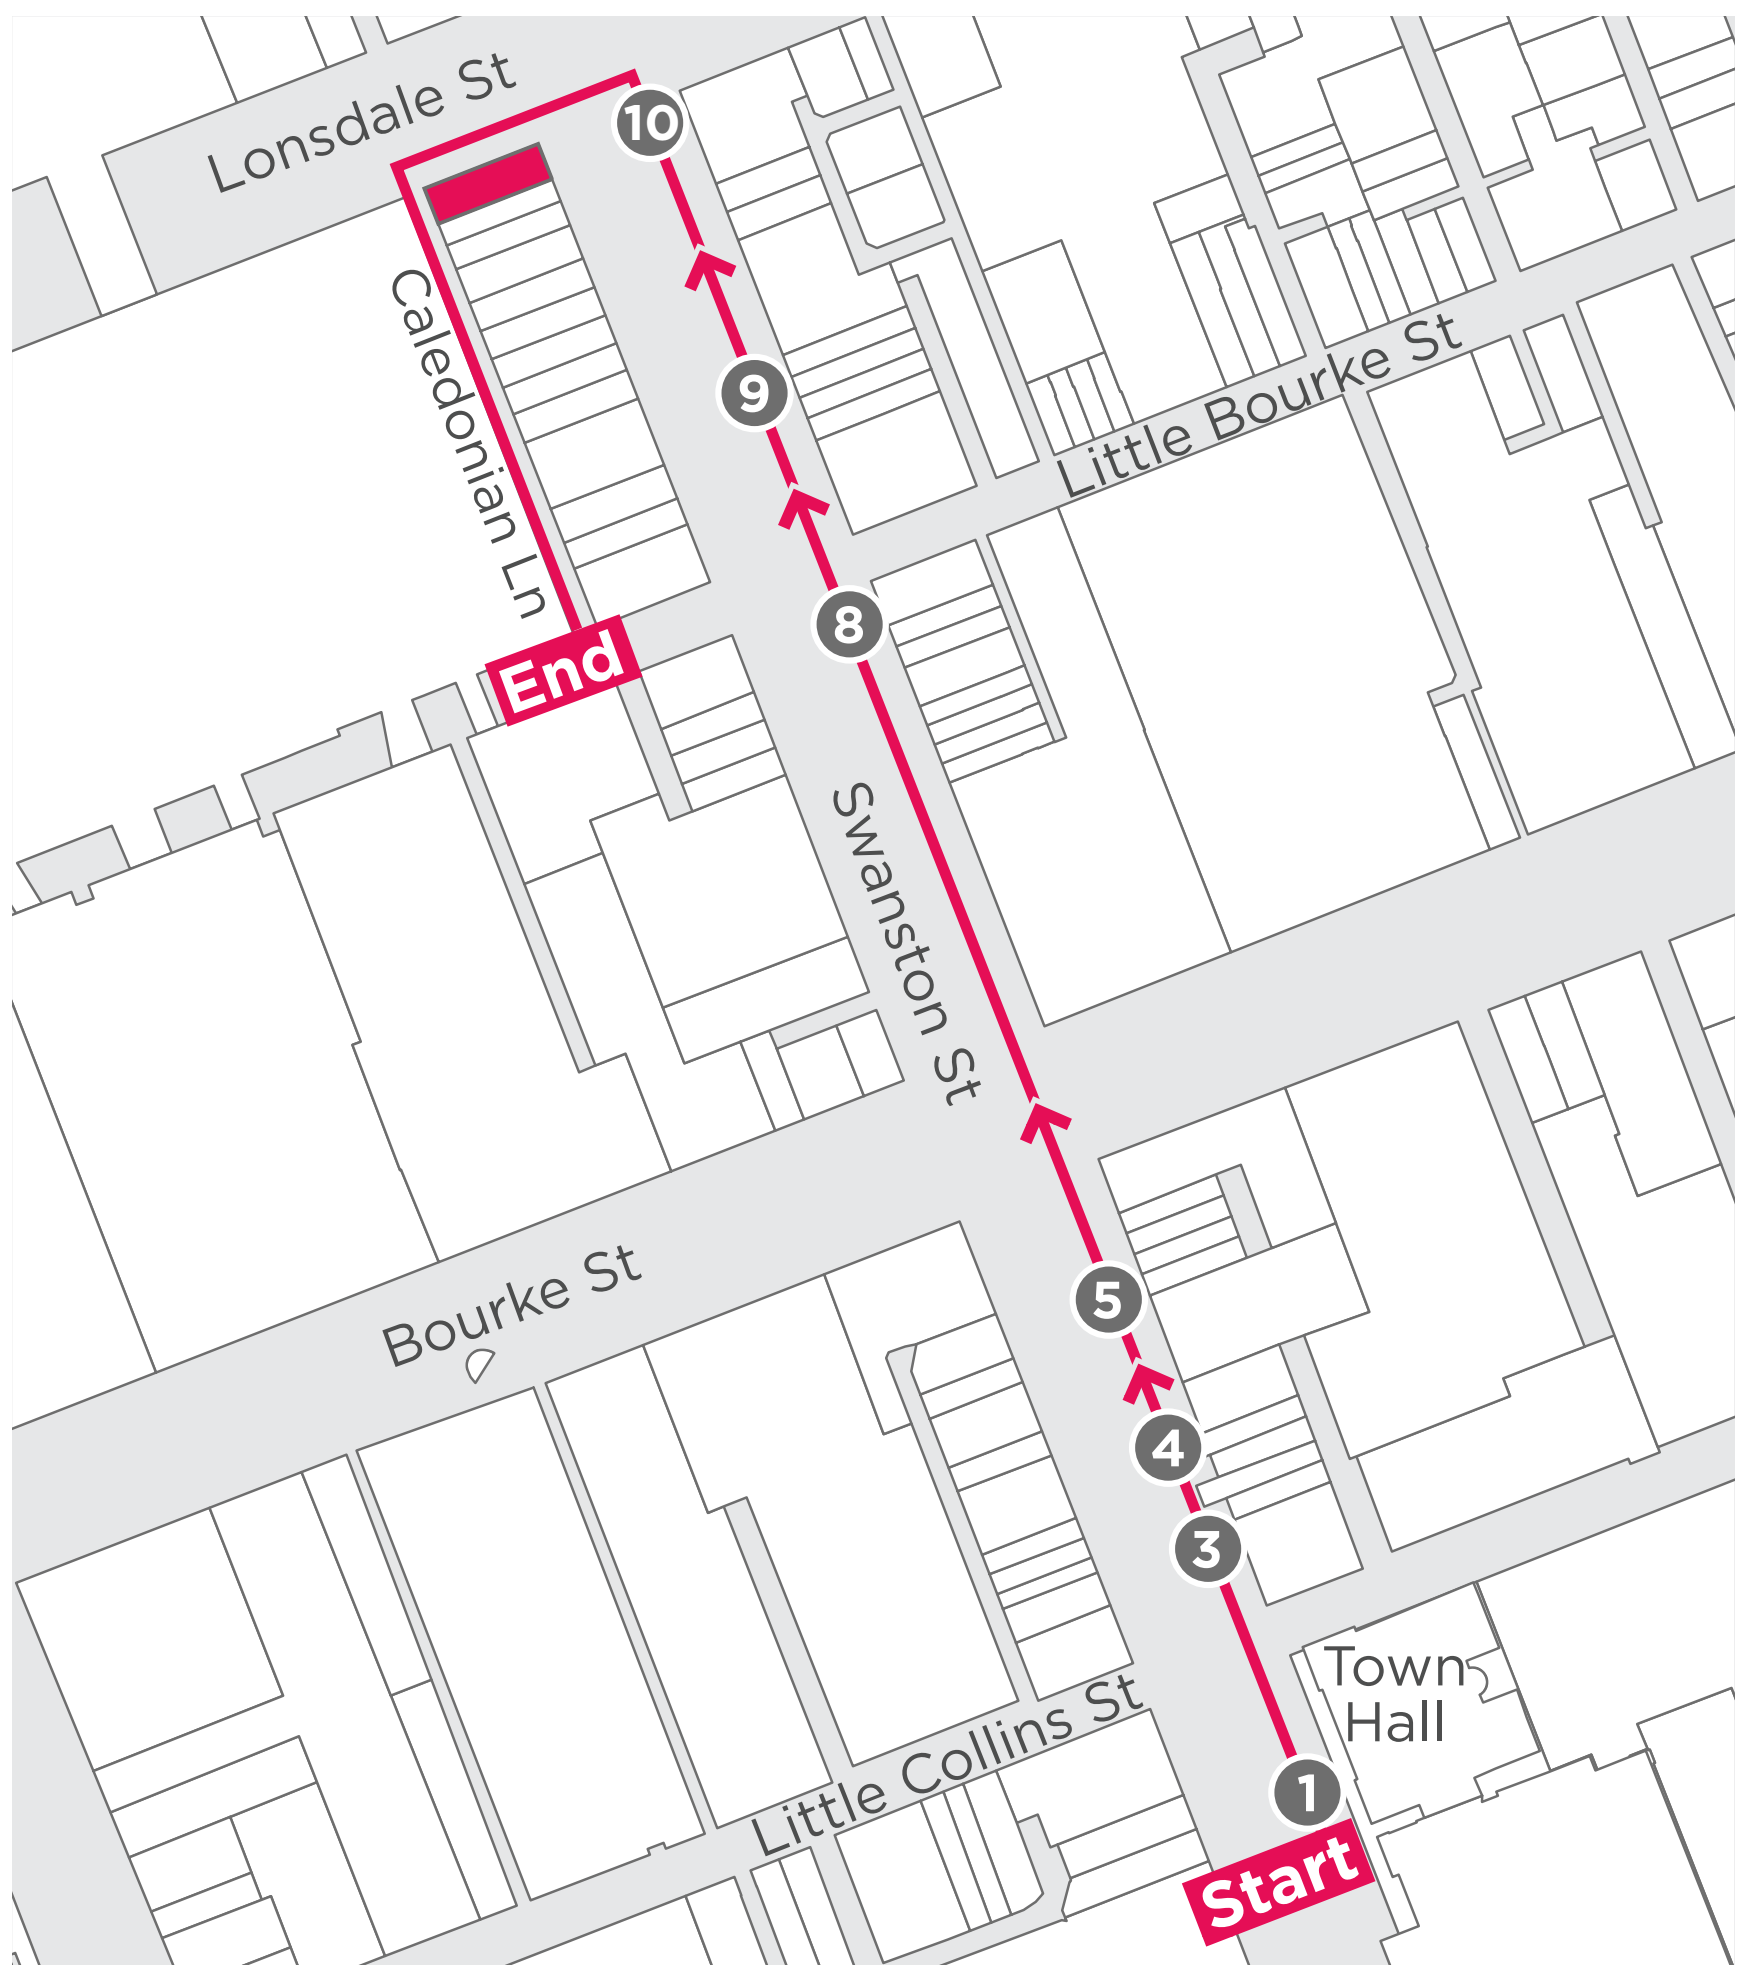 Lonsdale St
10
Caledonian Ln
9
Little Bourke St
8
End
Swanston St
5
Bourke St
4
3
Town
Hall
Little Collins St
1
Start